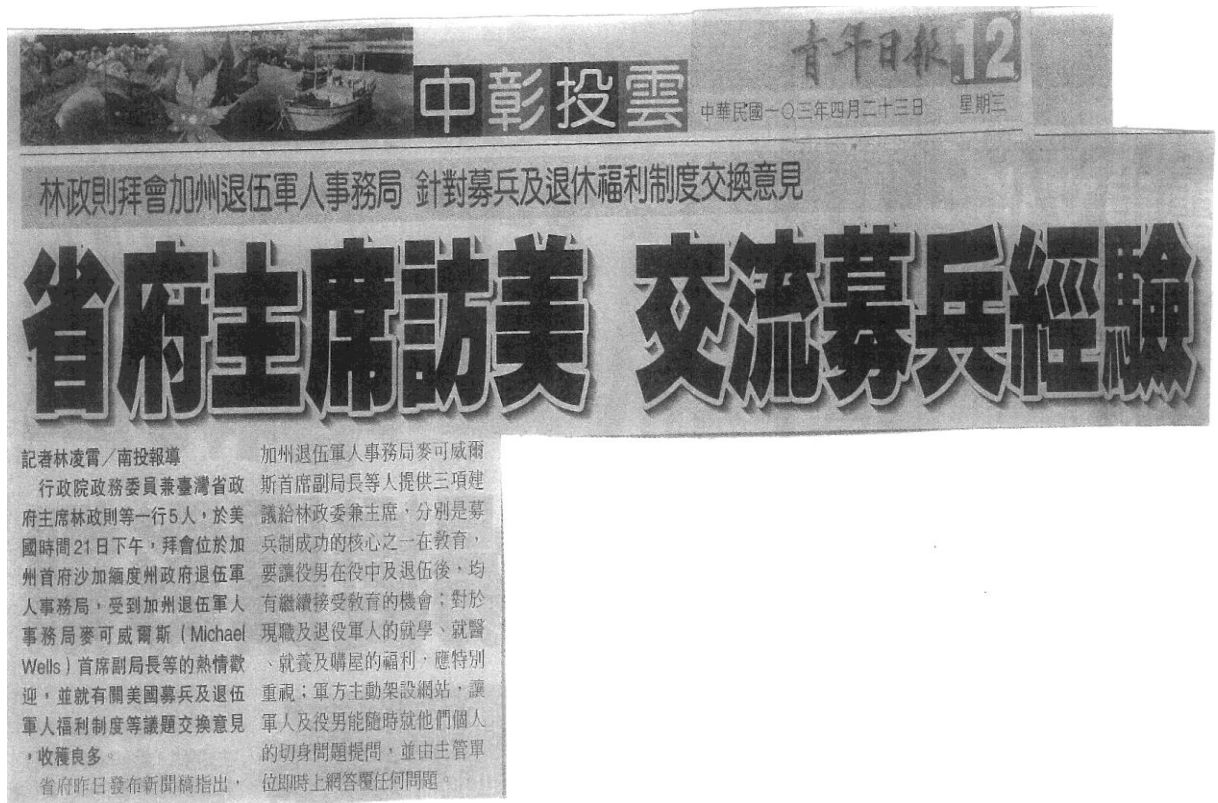 中彰投雲
青年日報 12
中華民國一〇三年四月二十三日 星期三
林政則拜會加州退伍軍人事務局 針對募兵及退休福利制度交換意見
省府主席訪美 交流募兵經驗
記者林凌霄／南投報導
行政院政務委員兼臺灣省政
府主席林政則等一行5人，於美
國時間21日下午，拜會位於加
州首府沙加緬度州政府退伍軍
人事務局，受到加州退伍軍人
事務局麥可威爾斯（Michael
Wells）首席副局長等的熱情歡
迎，並就有關美國募兵及退伍
軍人福利制度等議題交換意見
，收穫良多。
省府昨日發布新聞稿指出，
加州退伍軍人事務局麥可威爾
斯首席副局長等人提供三項建
議給林政委兼主席，分別是募
兵制成功的核心之一在教育，
要讓役男在役中及退伍後，均
有繼續接受教育的機會；對於
現職及退役軍人的就學、就醫
、就養及購屋的福利，應特別
重視；軍方主動架設網站，讓
軍人及役男能隨時就他們個人
的切身問題提問，並由主管單
位即時上網答覆任何問題。